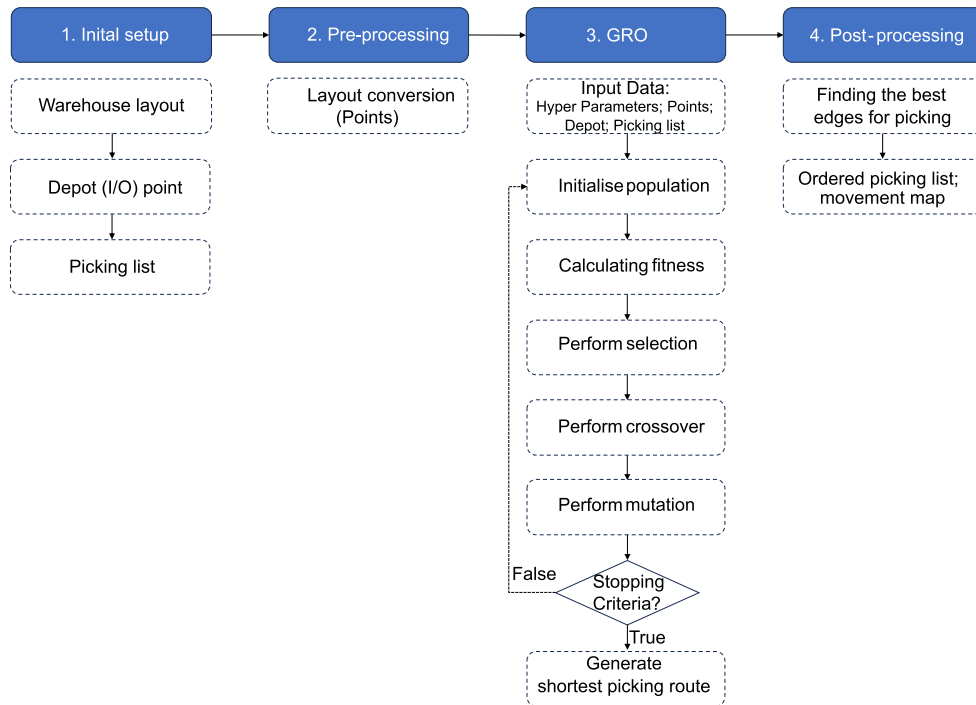 1. Inital setup
2. Pre-processing
3. GRO
4. Post-processing
Warehouse layout
Depot (I/O) point
Picking list
Layout conversion
(Points)
Input Data:
Hyper Parameters; Points;
Depot; Picking list
Initialise population
Calculating fitness
Perform selection
Perform crossover
Perform mutation
Stopping
Criteria?
False
True
Generate
shortest picking route
Finding the best
edges for picking
Ordered picking list;
movement map